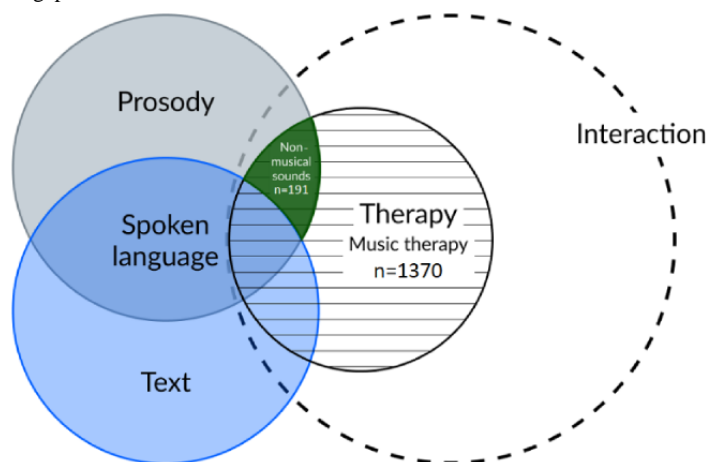 Prosody
Interaction
Non-
musical
sounds
n=191
Therapy
Music therapy
n=1370
Spoken
language
Text